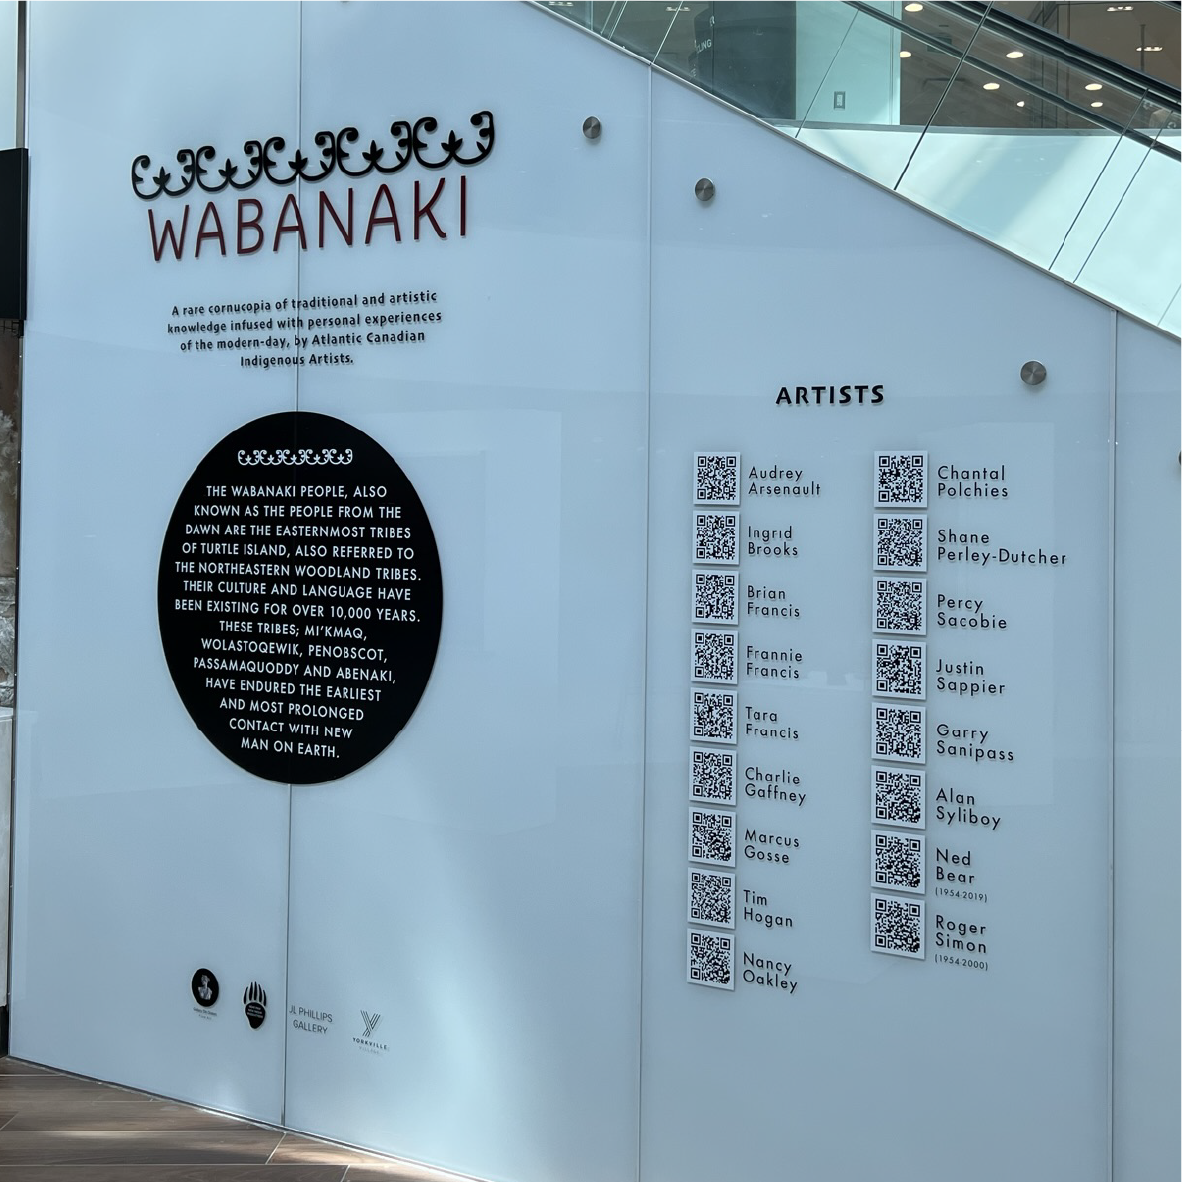 WABANAKI
A rare cornucopia of traditional and artistic
knowledge infused with personal experiences
of the modern-day, by Atlantic Canadian
Indigenous Artists.
THE WABANAKI PEOPLE, ALSO
KNOWN AS THE PEOPLE FROM THE
DAWN ARE THE EASTERNMOST TRIBES
OF TURTLE ISLAND, ALSO REFERRED TO
THE NORTHEASTERN WOODLAND TRIBES.
THEIR CULTURE AND LANGUAGE HAVE
BEEN EXISTING FOR OVER 10,000 YEARS.
THESE TRIBES; MI'KMAQ,
WOLASTOQEWIK, PENOBSCOT,
PASSAMAQUODDY AND ABENAKI,
HAVE ENDURED THE EARLIEST
AND MOST PROLONGED
CONTACT WITH NEW
MAN ON EARTH.
JL PHILLIPS
GALLERY
YORKVILLE
ARTISTS
Audrey
Arsenault
Ingrid
Brooks
Brian
Francis
Frannie
Francis
Tara
Francis
Charlie
Gaffney
Marcus
Gosse
Tim
Hogan
Nancy
Oakley
Chantal
Polchies
Shane
Perley-Dutcher
Percy
Sacobie
Justin
Sappier
Garry
Sanipass
Alan
Syliboy
Ned
Bear
(1954-2019)
Roger
Simon
(1954-2000)